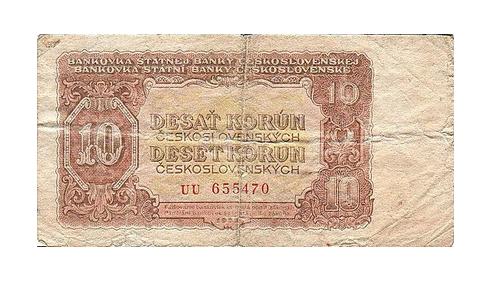 BANKOVKA ŠTÁTNEJ BANKY ČESKOSLOVENSKEJ
BANKOVKA STÁTNÍ BANKY ČESKOSLOVENSKÉ
10
10
DESAŤ KORÚN
ČESKOSLOVENSKÝCH
DESET KORUN
ČESKOSLOVENSKÝCH
UU 655470
10